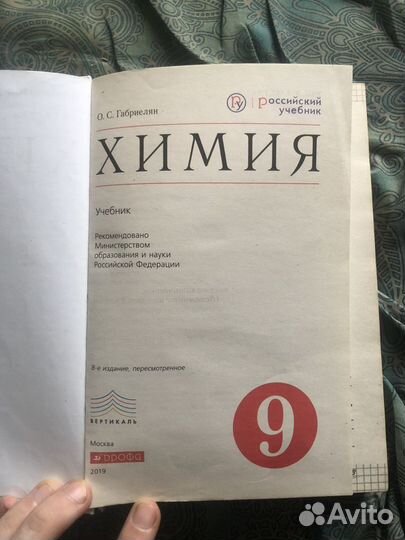 О. С. Габриелян
РУ
российский
учебник
ХИМИЯ
Учебник
Рекомендовано
Министерством
образования и науки
Российской Федерации
8-е издание, пересмотренное
9
ВЕРТИКАЛЬ
Москва
дрофа
2019
Avito